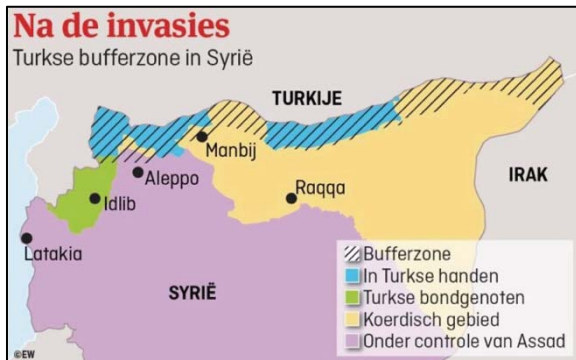 Na de invasies
Turkse bufferzone in Syrië
TURKIJE
Manbij
Aleppo
IRAK
Idlib
Raqqa
Latakia
SYRIË
Bufferzone
In Turkse handen
Turkse bondgenoten
Koerdisch gebied
Onder controle van Assad
©EW